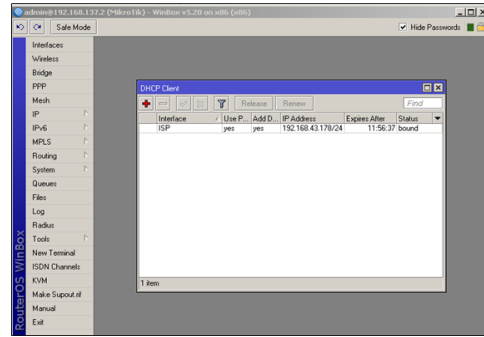 admin@192.168.137.2 (MikroTik) - WinBox v5.20 on x86 (x86)
Safe Mode
Hide Passwords
Interfaces
Wireless
Bridge
PPP
Mesh
IP
IPv6
MPLS
Routing
System
Queues
Files
Log
Radius
Tools
New Terminal
ISDN Channels
KVM
Make Supout.rif
Manual
Exit
RouterOS WinBox
DHCP Client
Release Renew Find
Interface Use P... Add D... IP Address Expires After Status
ISP yes yes 192.168.43.178/24 11:56:37 bound
1 item